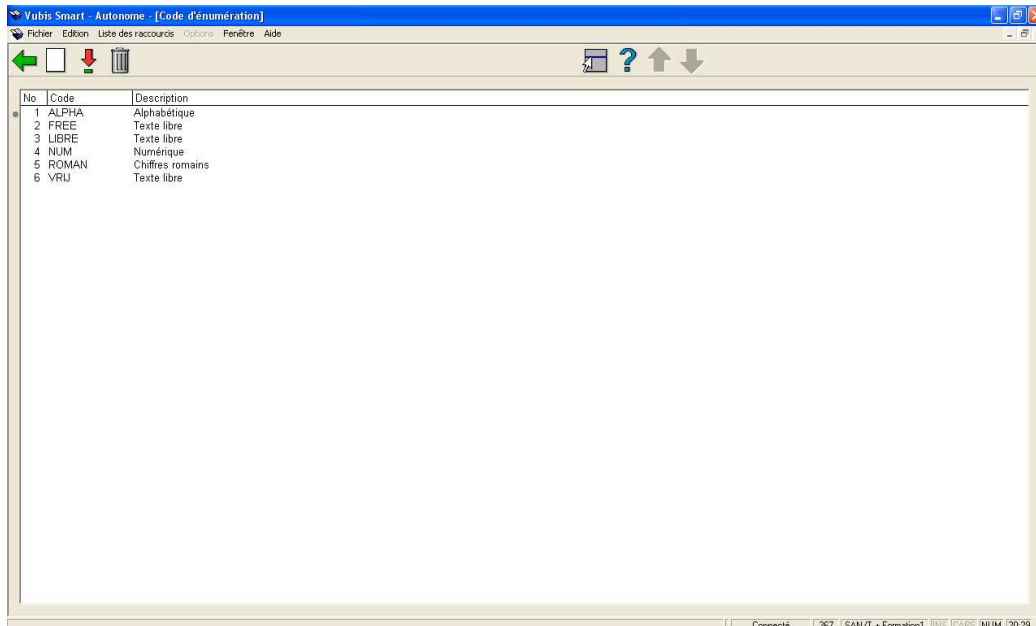 Vubis Smart - Autonome - [Code d'énumération]
Fichier Edition Liste des raccourcis Options Fenêtre Aide
No Code Description
1 ALPHA Alphabétique
2 FREE Texte libre
3 LIBRE Texte libre
4 NUM Numérique
5 ROMAN Chiffres romains
6 VRIJ Texte libre
Connecté 267 SAN/T + Formation1 INS CAPS NUM 20:29